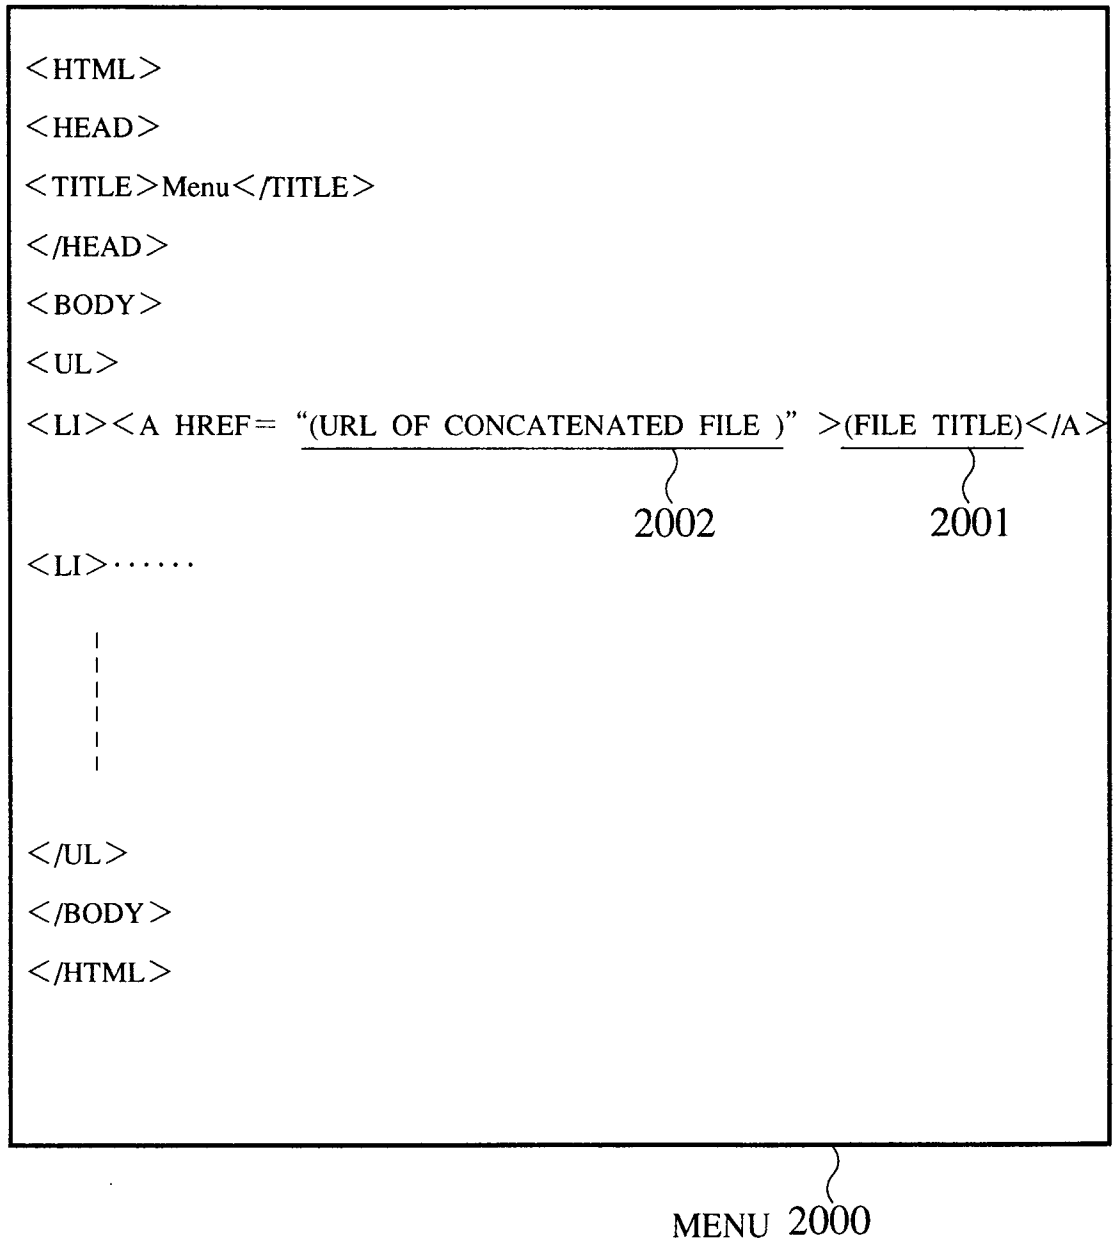 <HTML>
<HEAD>
<TITLE>Menu</TITLE>
</HEAD>
<BODY>
<UL>
<LI><A HREF= “(URL OF CONCATENATED FILE )” >(FILE TITLE)</A>
2002 2001
<LI>······
</UL>
</BODY>
</HTML>
MENU 2000